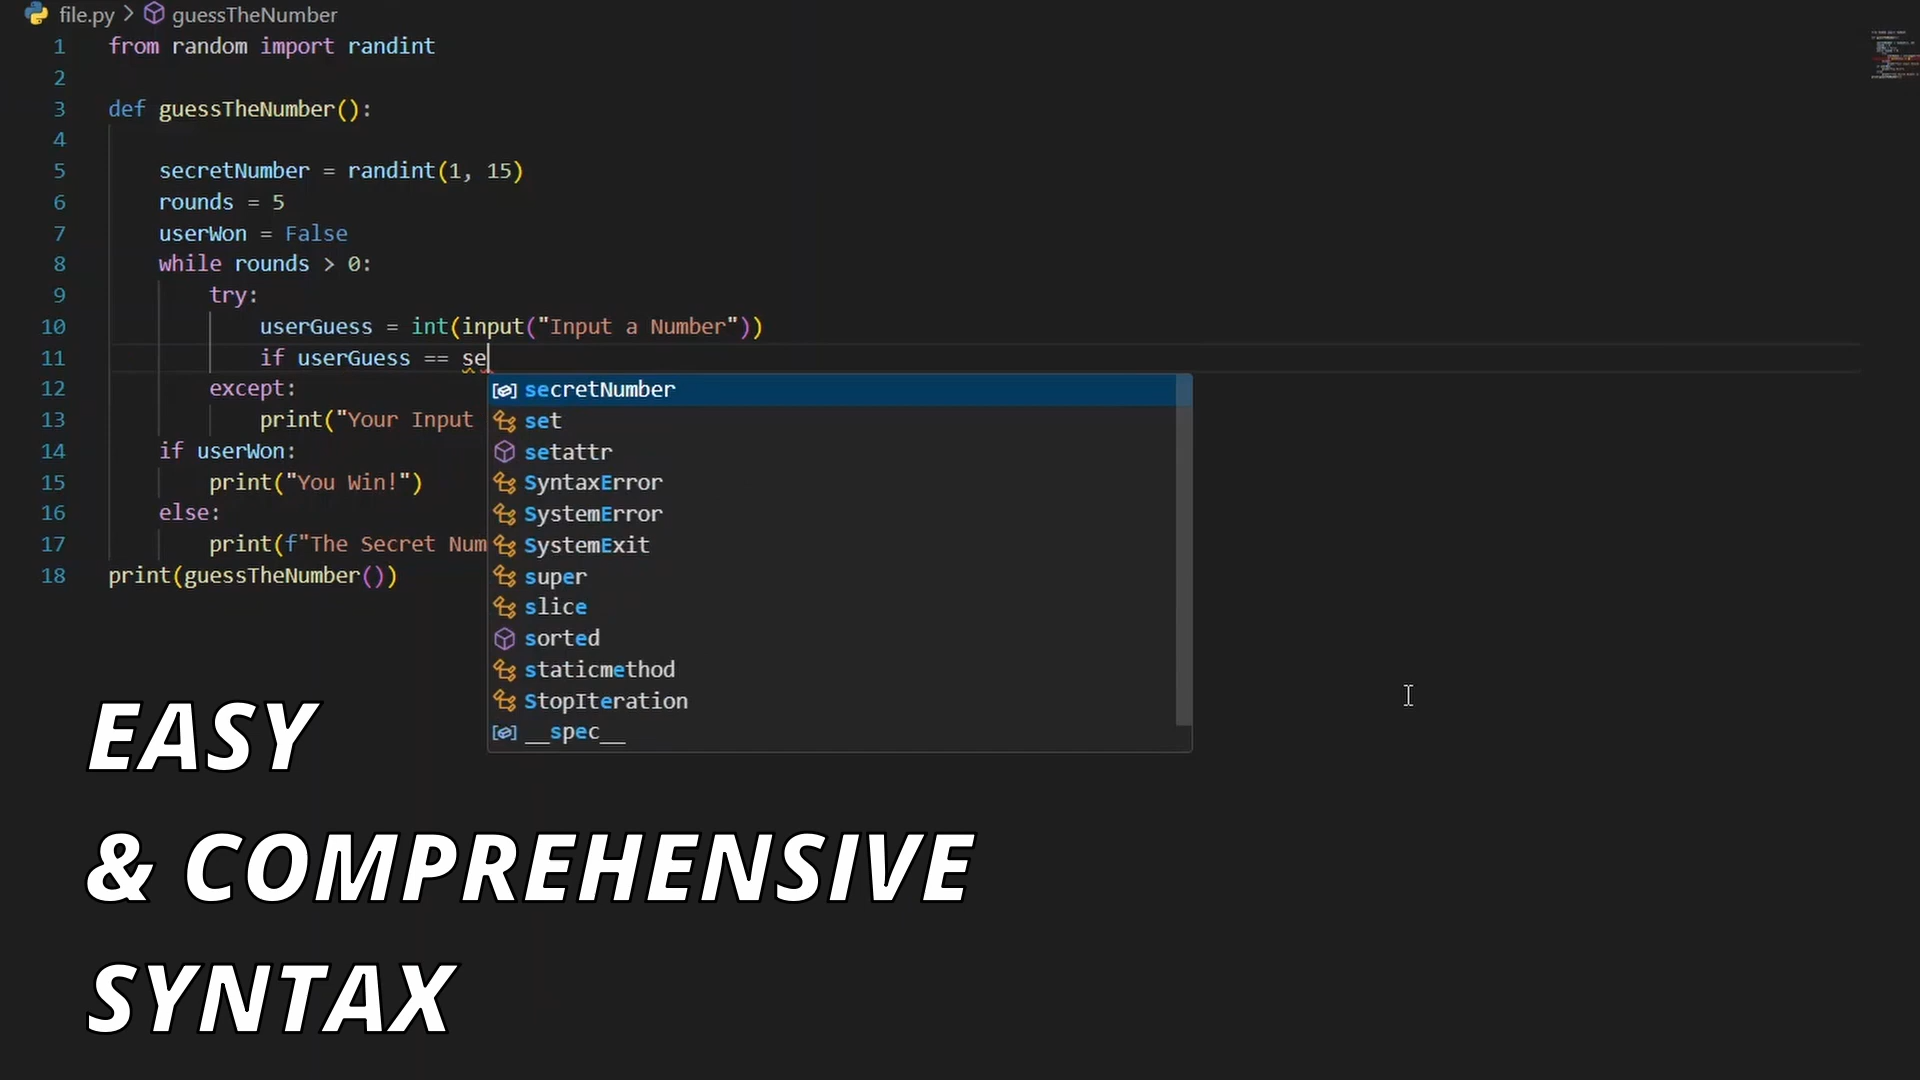 file.py > guessTheNumber
1 from random import randint
2
3 def guessTheNumber():
4
5 secretNumber = randint(1, 15)
6 rounds = 5
7 userWon = False
8 while rounds > 0:
9 try:
10 userGuess = int(input("Input a Number"))
11 if userGuess == se
12 except:
13 print("Your Input
14 if userWon:
15 print("You Win!")
16 else:
17 print(f"The Secret Num
18 print(guessTheNumber())
secretNumber
set
setattr
SyntaxError
SystemError
SystemExit
super
slice
sorted
staticmethod
StopIteration
__spec__
EASY
& COMPREHENSIVE
SYNTAX